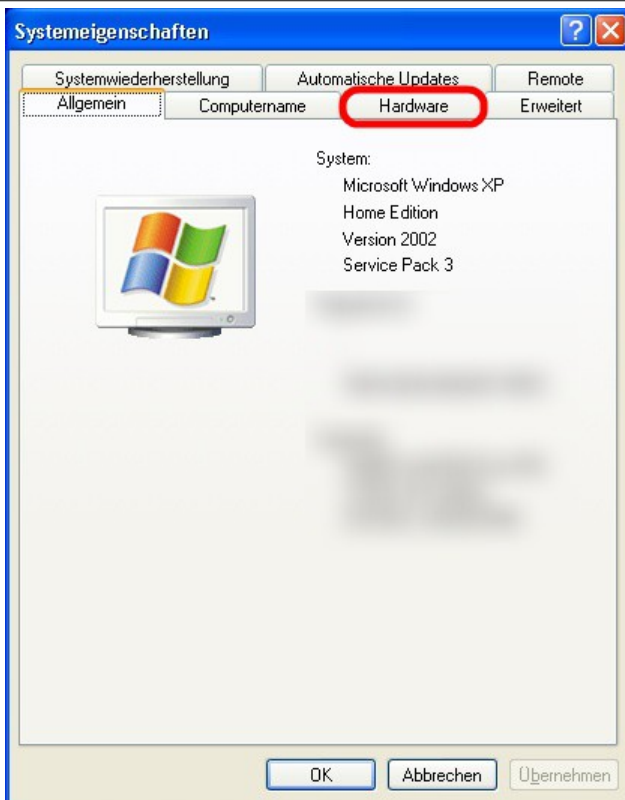 Systemeigenschaften
Systemwiederherstellung Automatische Updates Remote
Allgemein Computername Hardware Erweitert
System:
Microsoft Windows XP
Home Edition
Version 2002
Service Pack 3
OK Abbrechen Übernehmen